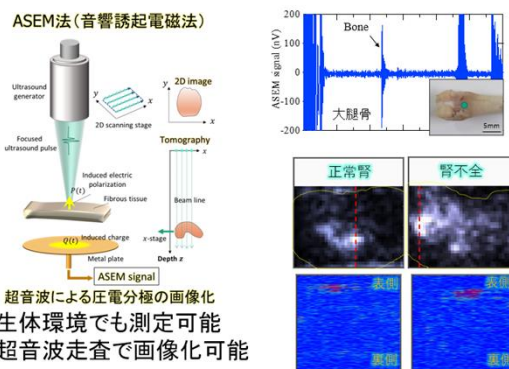 ASEM法（音響誘起電磁法）
Ultrasound
generator
Focused
ultrasound pulse
y
x
2D scanning stage
2D image
y
x
Tomography
x
Beam line
x-stage
Depth z
Induced electric
polarization
P(t)
Fibrous tissue
Q(t)
Induced charge
Metal plate
ASEM signal
超音波による圧電分極の画像化
生体環境でも測定可能
超音波走査で画像化可能
ASEM signal (nV)
200
100
0
-100
-200
Bone
大腿骨
5mm
正常腎
腎不全
表側
裏側
表側
裏側